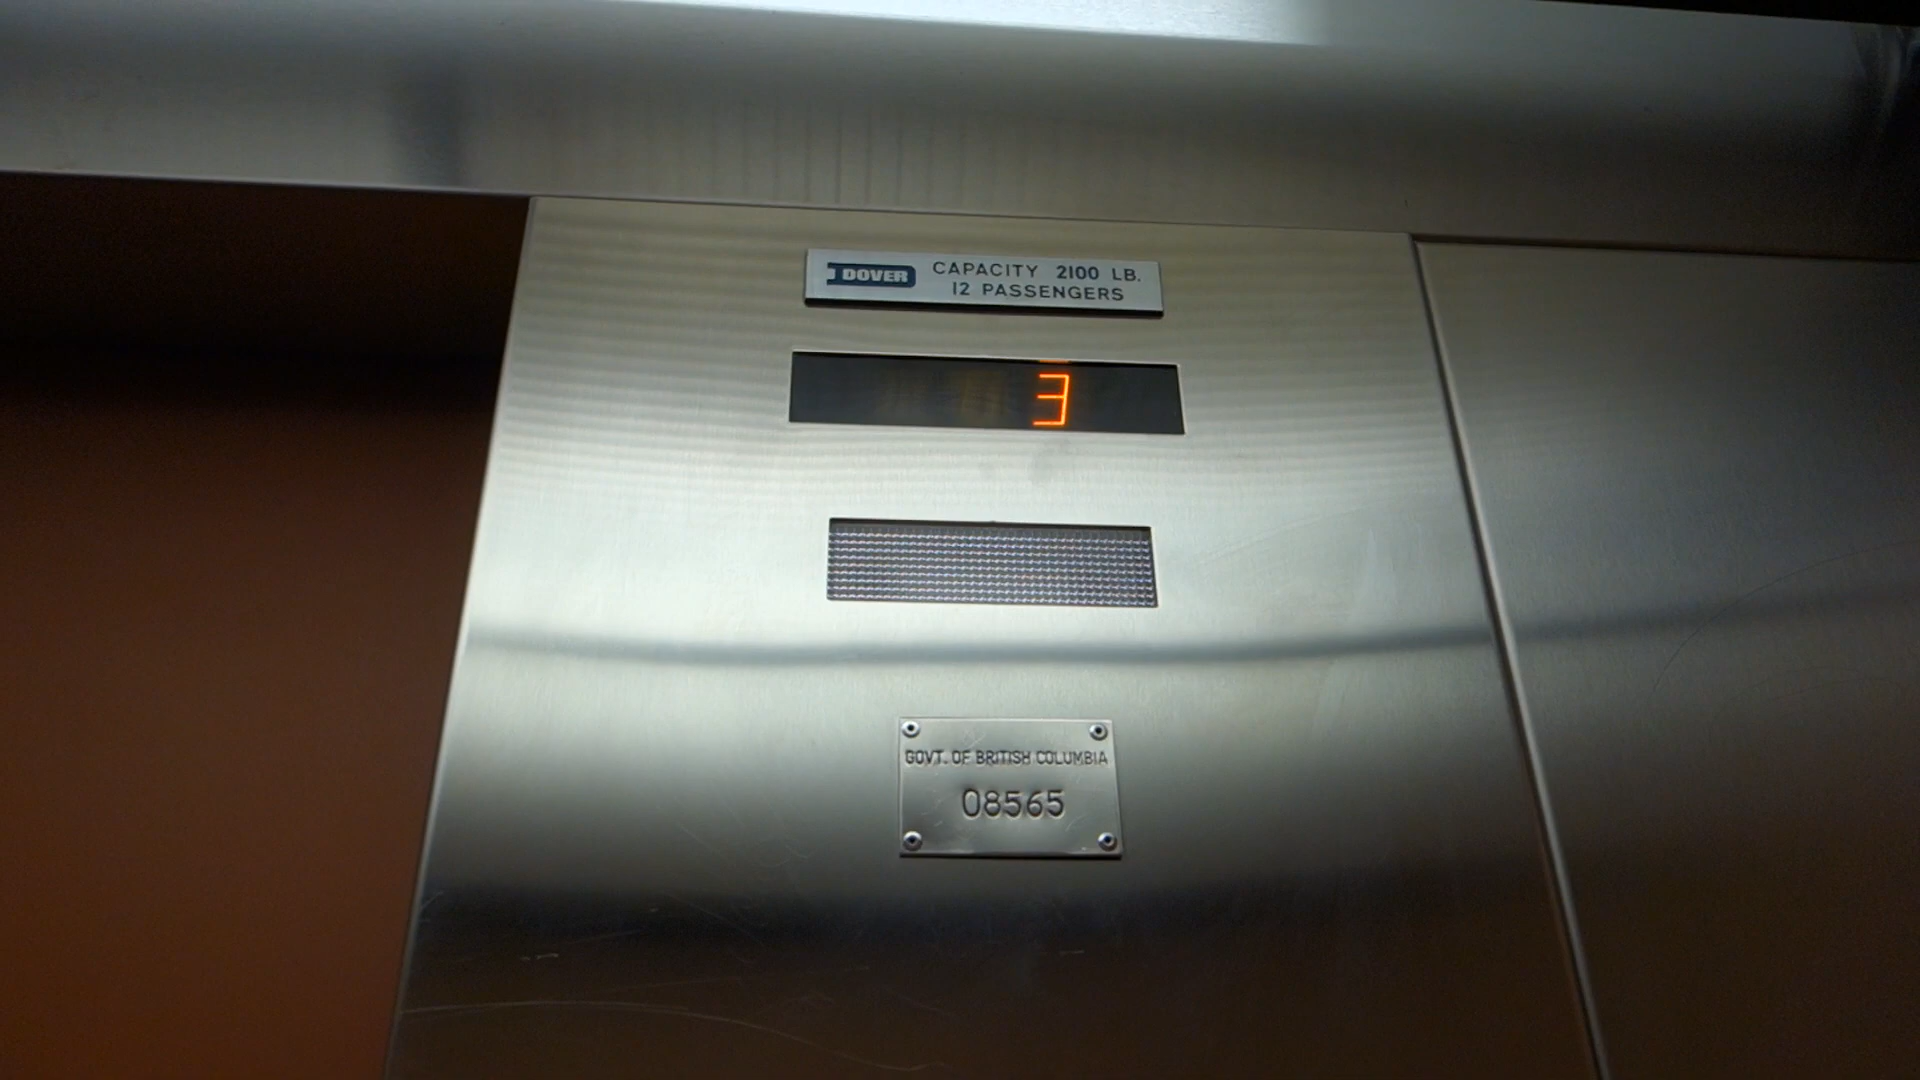 DOVER CAPACITY 2100 LB.
12 PASSENGERS
3
GOVT. OF BRITISH COLUMBIA
08565